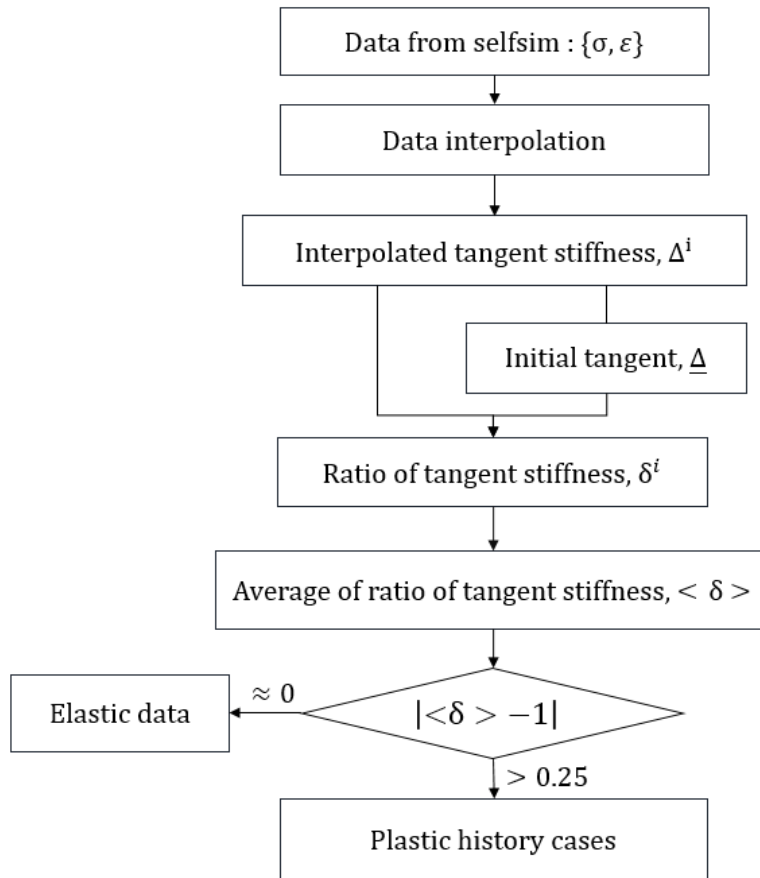 Data from selfsim : {σ, ε}
Data interpolation
Interpolated tangent stiffness, Δⁱ
Initial tangent, Δ̲
Ratio of tangent stiffness, δⁱ
Average of ratio of tangent stiffness, < δ >
≈ 0
Elastic data
|<δ > −1|
> 0.25
Plastic history cases